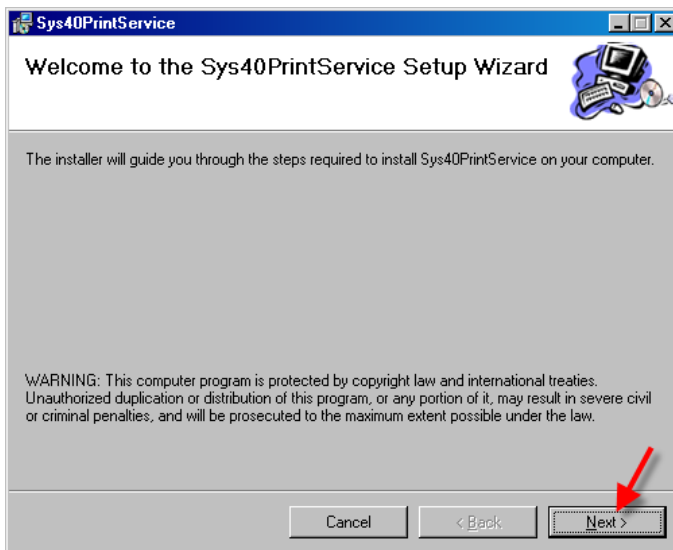 Sys40PrintService
Welcome to the Sys40PrintService Setup Wizard
The installer will guide you through the steps required to install Sys40PrintService on your computer.
WARNING: This computer program is protected by copyright law and international treaties.
Unauthorized duplication or distribution of this program, or any portion of it, may result in severe civil
or criminal penalties, and will be prosecuted to the maximum extent possible under the law.
Cancel < Back Next >